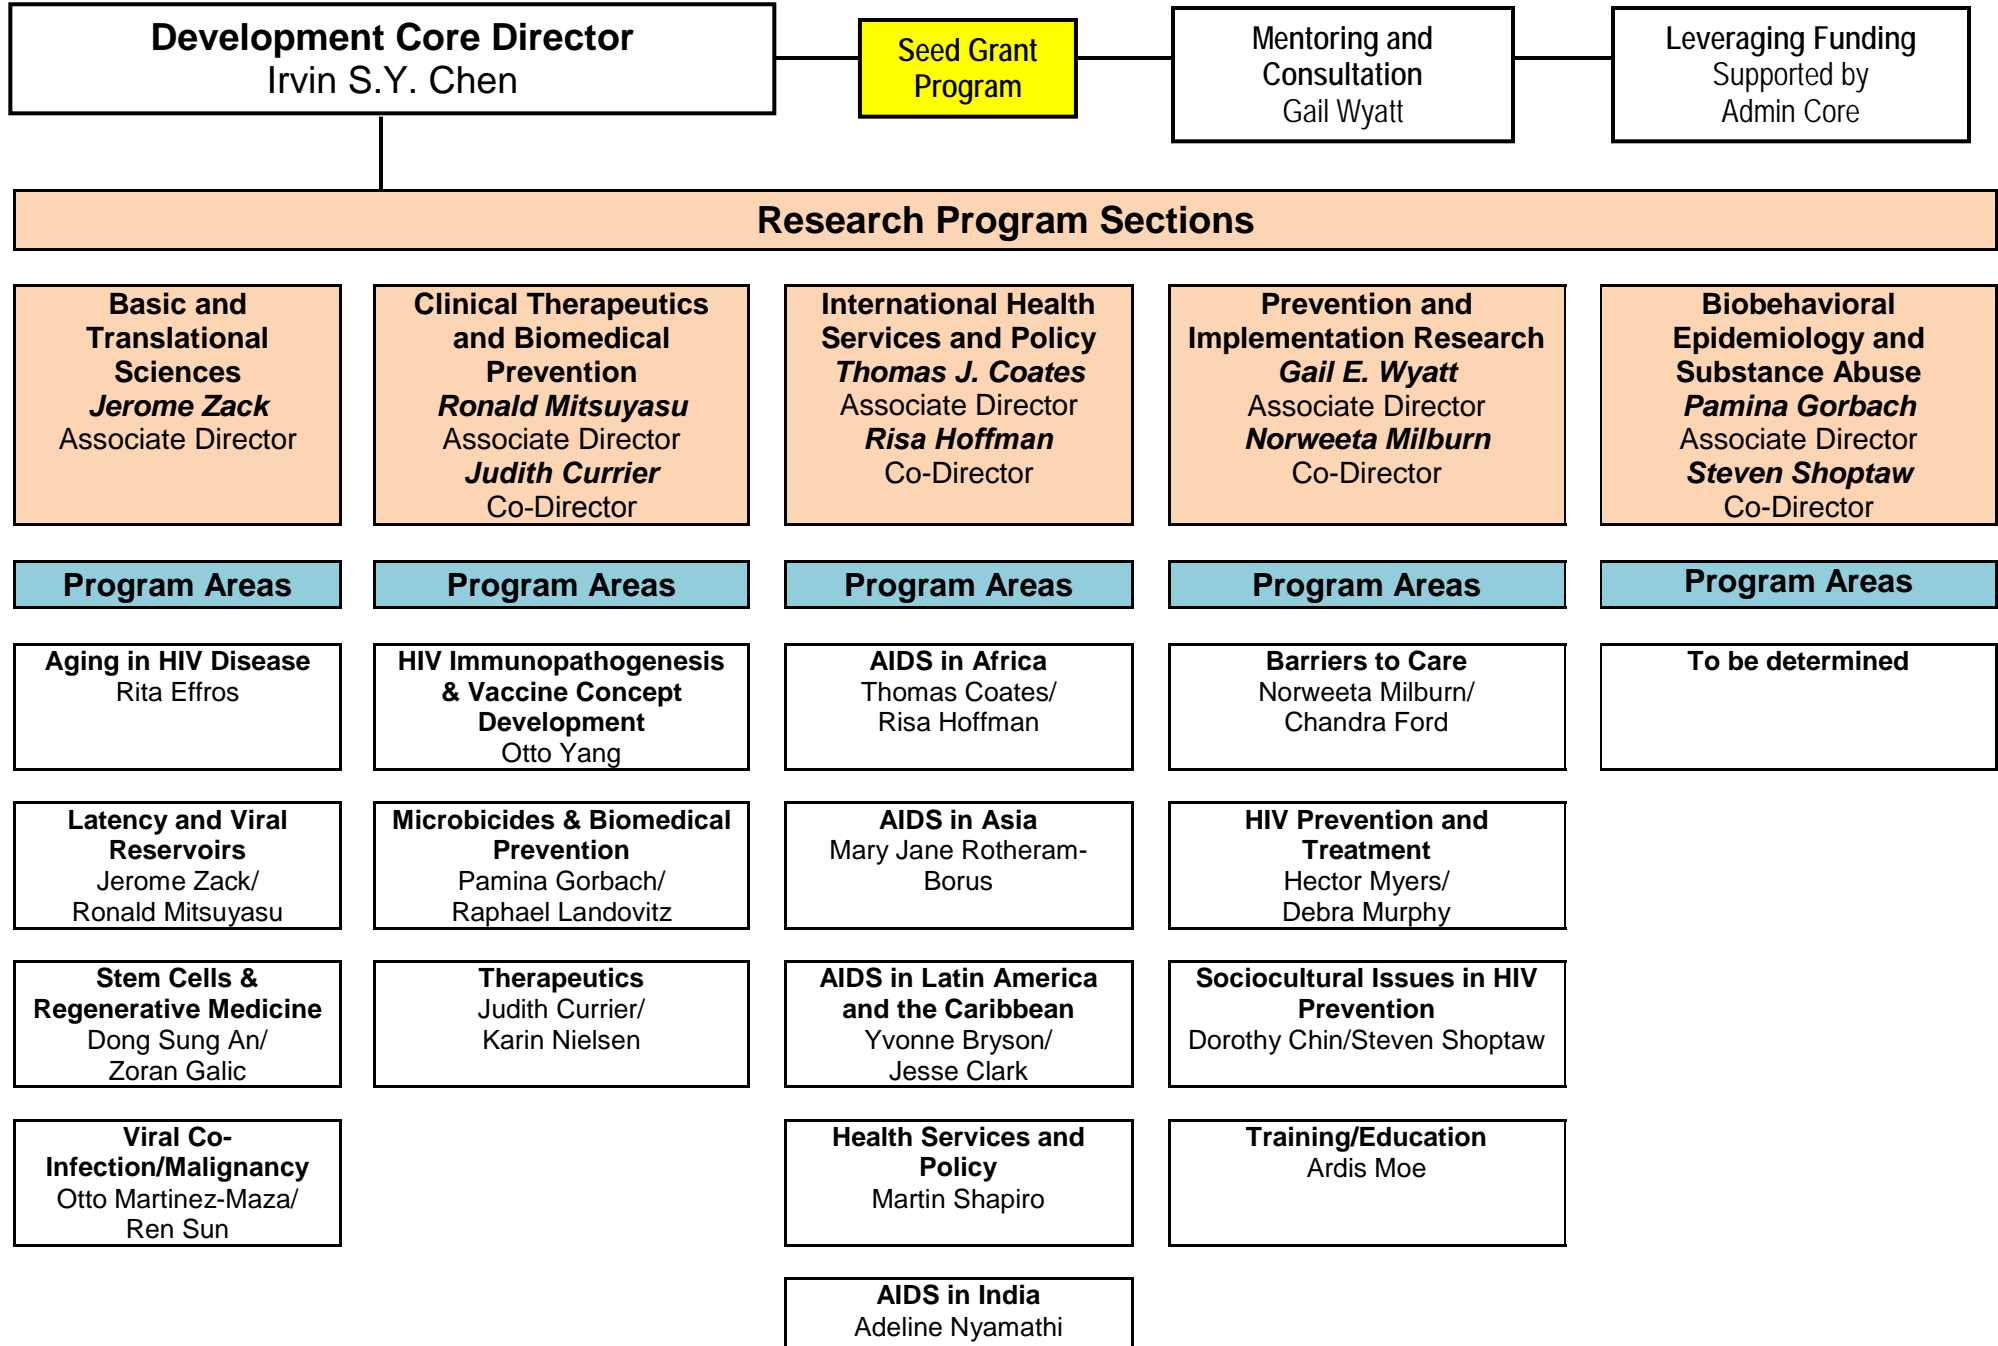 Development Core Director
Irvin S.Y. Chen
Seed Grant
Program
Mentoring and
Consultation
Gail Wyatt
Leveraging Funding
Supported by
Admin Core
Research Program Sections
Basic and
Translational
Sciences
Jerome Zack
Associate Director
Clinical Therapeutics
and Biomedical
Prevention
Ronald Mitsuyasu
Associate Director
Judith Currier
Co-Director
International Health
Services and Policy
Thomas J. Coates
Associate Director
Risa Hoffman
Co-Director
Prevention and
Implementation Research
Gail E. Wyatt
Associate Director
Norweeta Milburn
Co-Director
Biobehavioral
Epidemiology and
Substance Abuse
Pamina Gorbach
Associate Director
Steven Shoptaw
Co-Director
Program Areas
Program Areas
Program Areas
Program Areas
Program Areas
Aging in HIV Disease
Rita Effros
HIV Immunopathogenesis
& Vaccine Concept
Development
Otto Yang
AIDS in Africa
Thomas Coates/
Risa Hoffman
Barriers to Care
Norweeta Milburn/
Chandra Ford
To be determined
Latency and Viral
Reservoirs
Jerome Zack/
Ronald Mitsuyasu
Microbicides & Biomedical
Prevention
Pamina Gorbach/
Raphael Landovitz
AIDS in Asia
Mary Jane Rotheram-
Borus
HIV Prevention and
Treatment
Hector Myers/
Debra Murphy
Stem Cells &
Regenerative Medicine
Dong Sung An/
Zoran Galic
Therapeutics
Judith Currier/
Karin Nielsen
AIDS in Latin America
and the Caribbean
Yvonne Bryson/
Jesse Clark
Sociocultural Issues in HIV
Prevention
Dorothy Chin/Steven Shoptaw
Viral Co-
Infection/Malignancy
Otto Martinez-Maza/
Ren Sun
Health Services and
Policy
Martin Shapiro
Training/Education
Ardis Moe
AIDS in India
Adeline Nyamathi